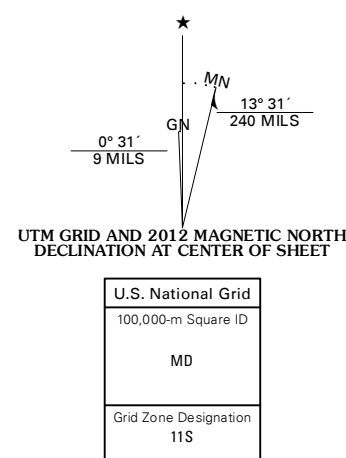 ★
MN
GN
13° 31´
240 MILS
0° 31´
9 MILS
UTM GRID AND 2012 MAGNETIC NORTH
DECLINATION AT CENTER OF SHEET
U.S. National Grid
100,000-m Square ID
MD
Grid Zone Designation
11S